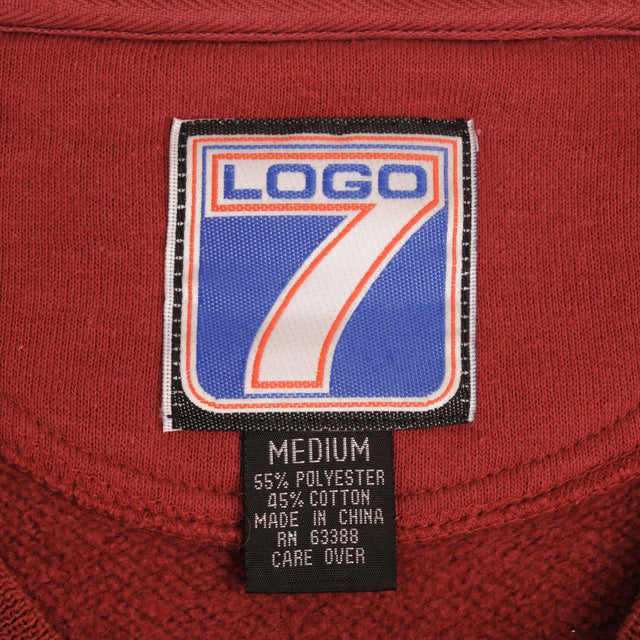 LOGO
7
MEDIUM
55% POLYESTER
45% COTTON
MADE IN CHINA
RN 63388
CARE OVER